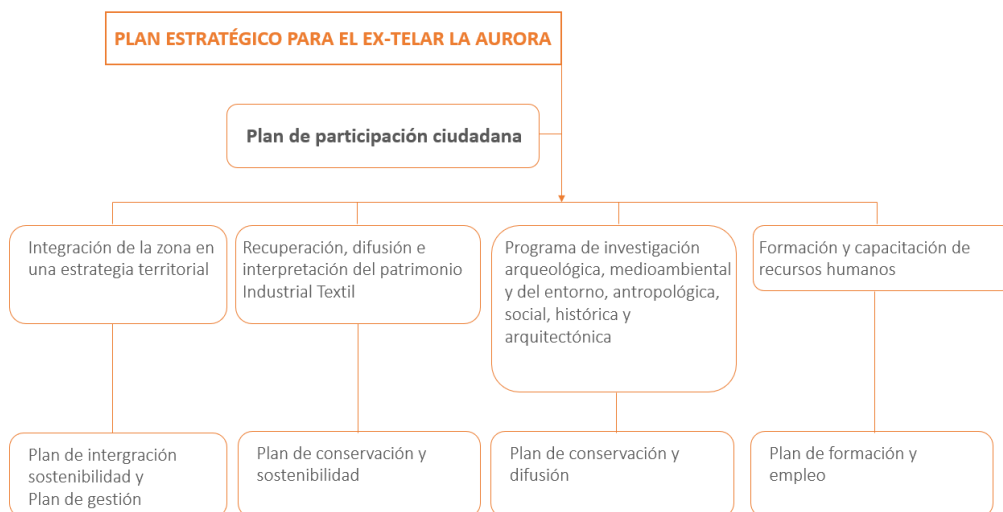 PLAN ESTRATÉGICO PARA EL EX-TELAR LA AURORA
Plan de participación ciudadana
Integración de la zona en
una estrategia territorial
Recuperación, difusión e
interpretación del patrimonio
Industrial Textil
Programa de investigación
arqueológica, medioambiental
y del entorno, antropológica,
social, histórica y
arquitectónica
Formación y capacitación de
recursos humanos
Plan de intergración
sostenibilidad y
Plan de gestión
Plan de conservación y
sostenibilidad
Plan de conservación y
difusión
Plan de formación y
empleo